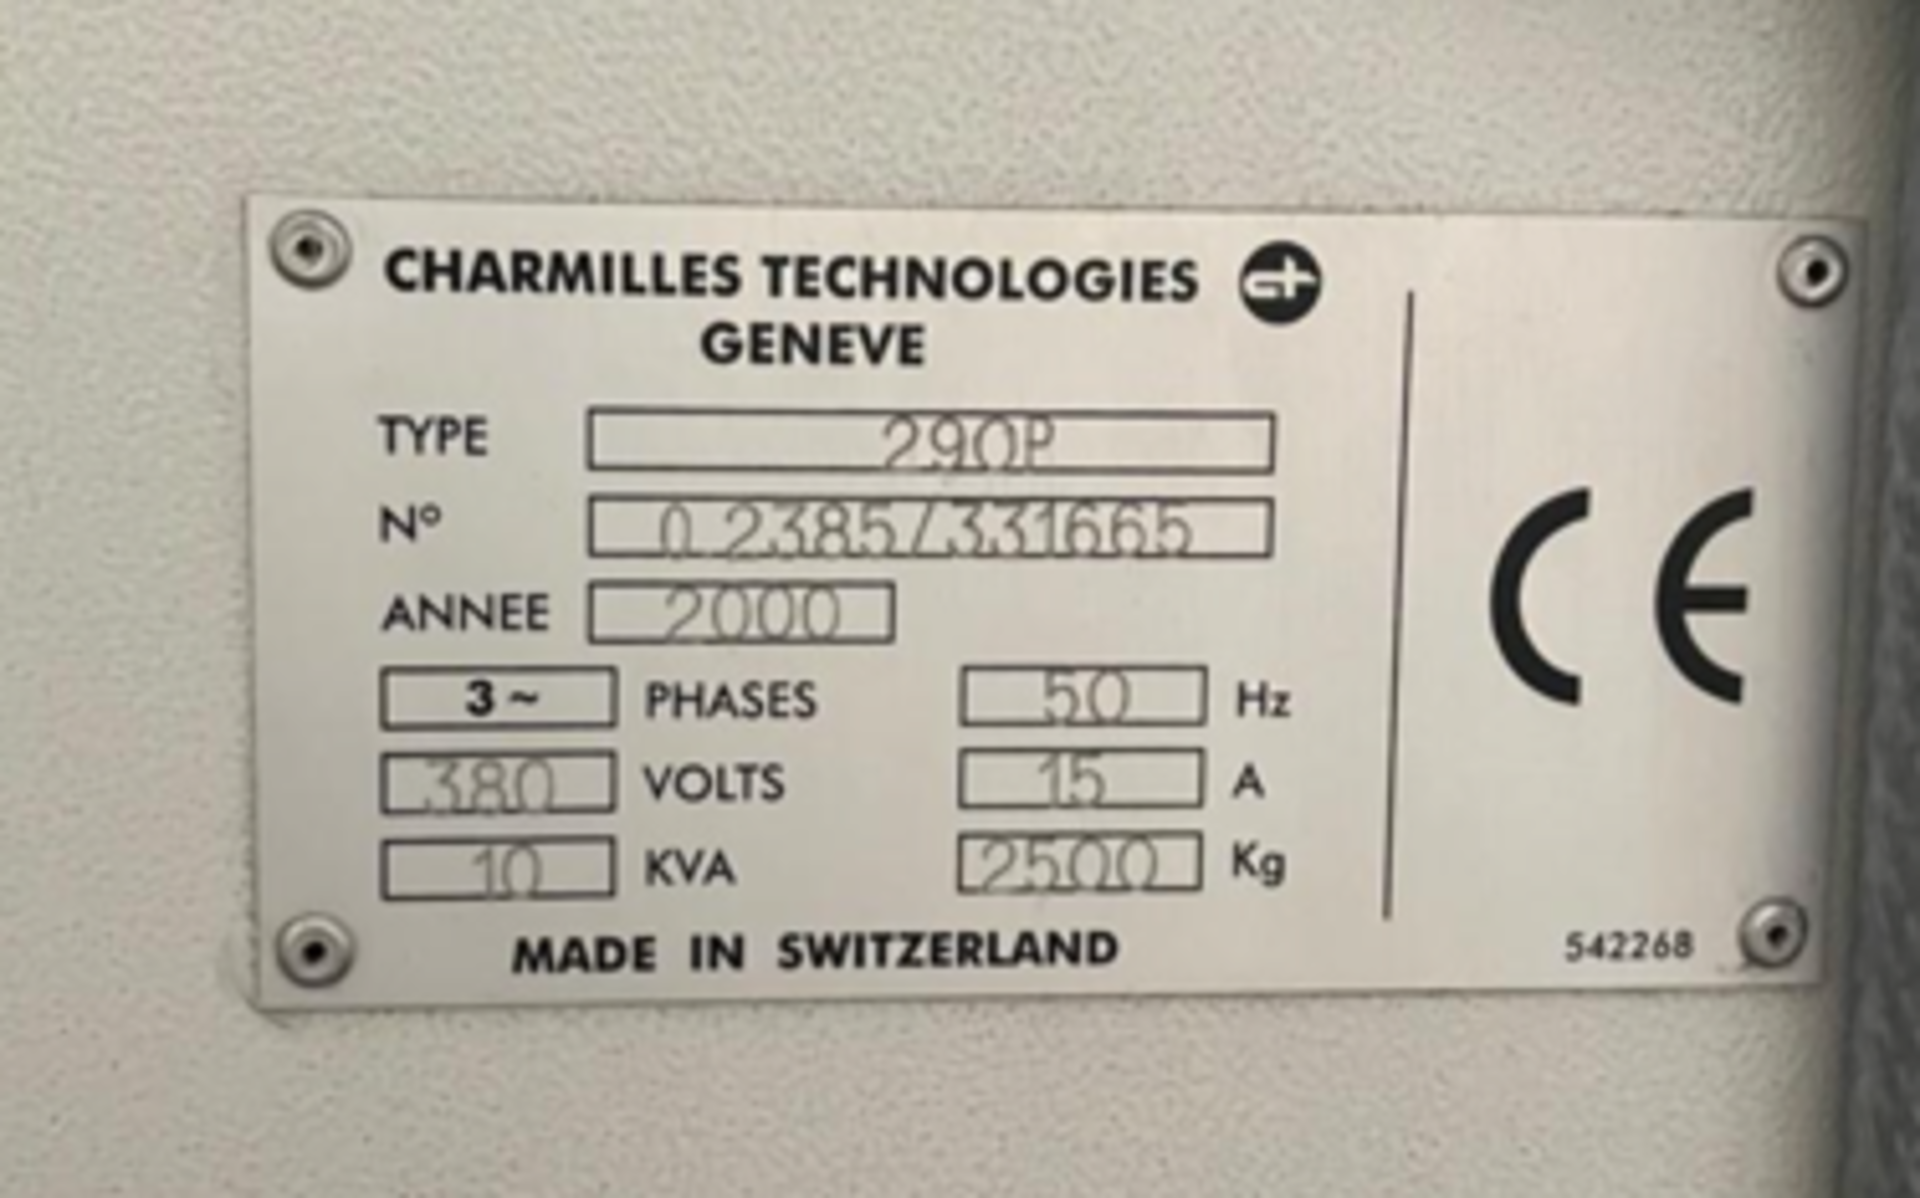 CHARMILLES TECHNOLOGIES
GENEVE
TYPE 290P
N° 0.2385/331665
ANNEE 2000
3~ PHASES 50 Hz
380 VOLTS 15 A
10 KVA 2500 Kg
MADE IN SWITZERLAND
CE
542268